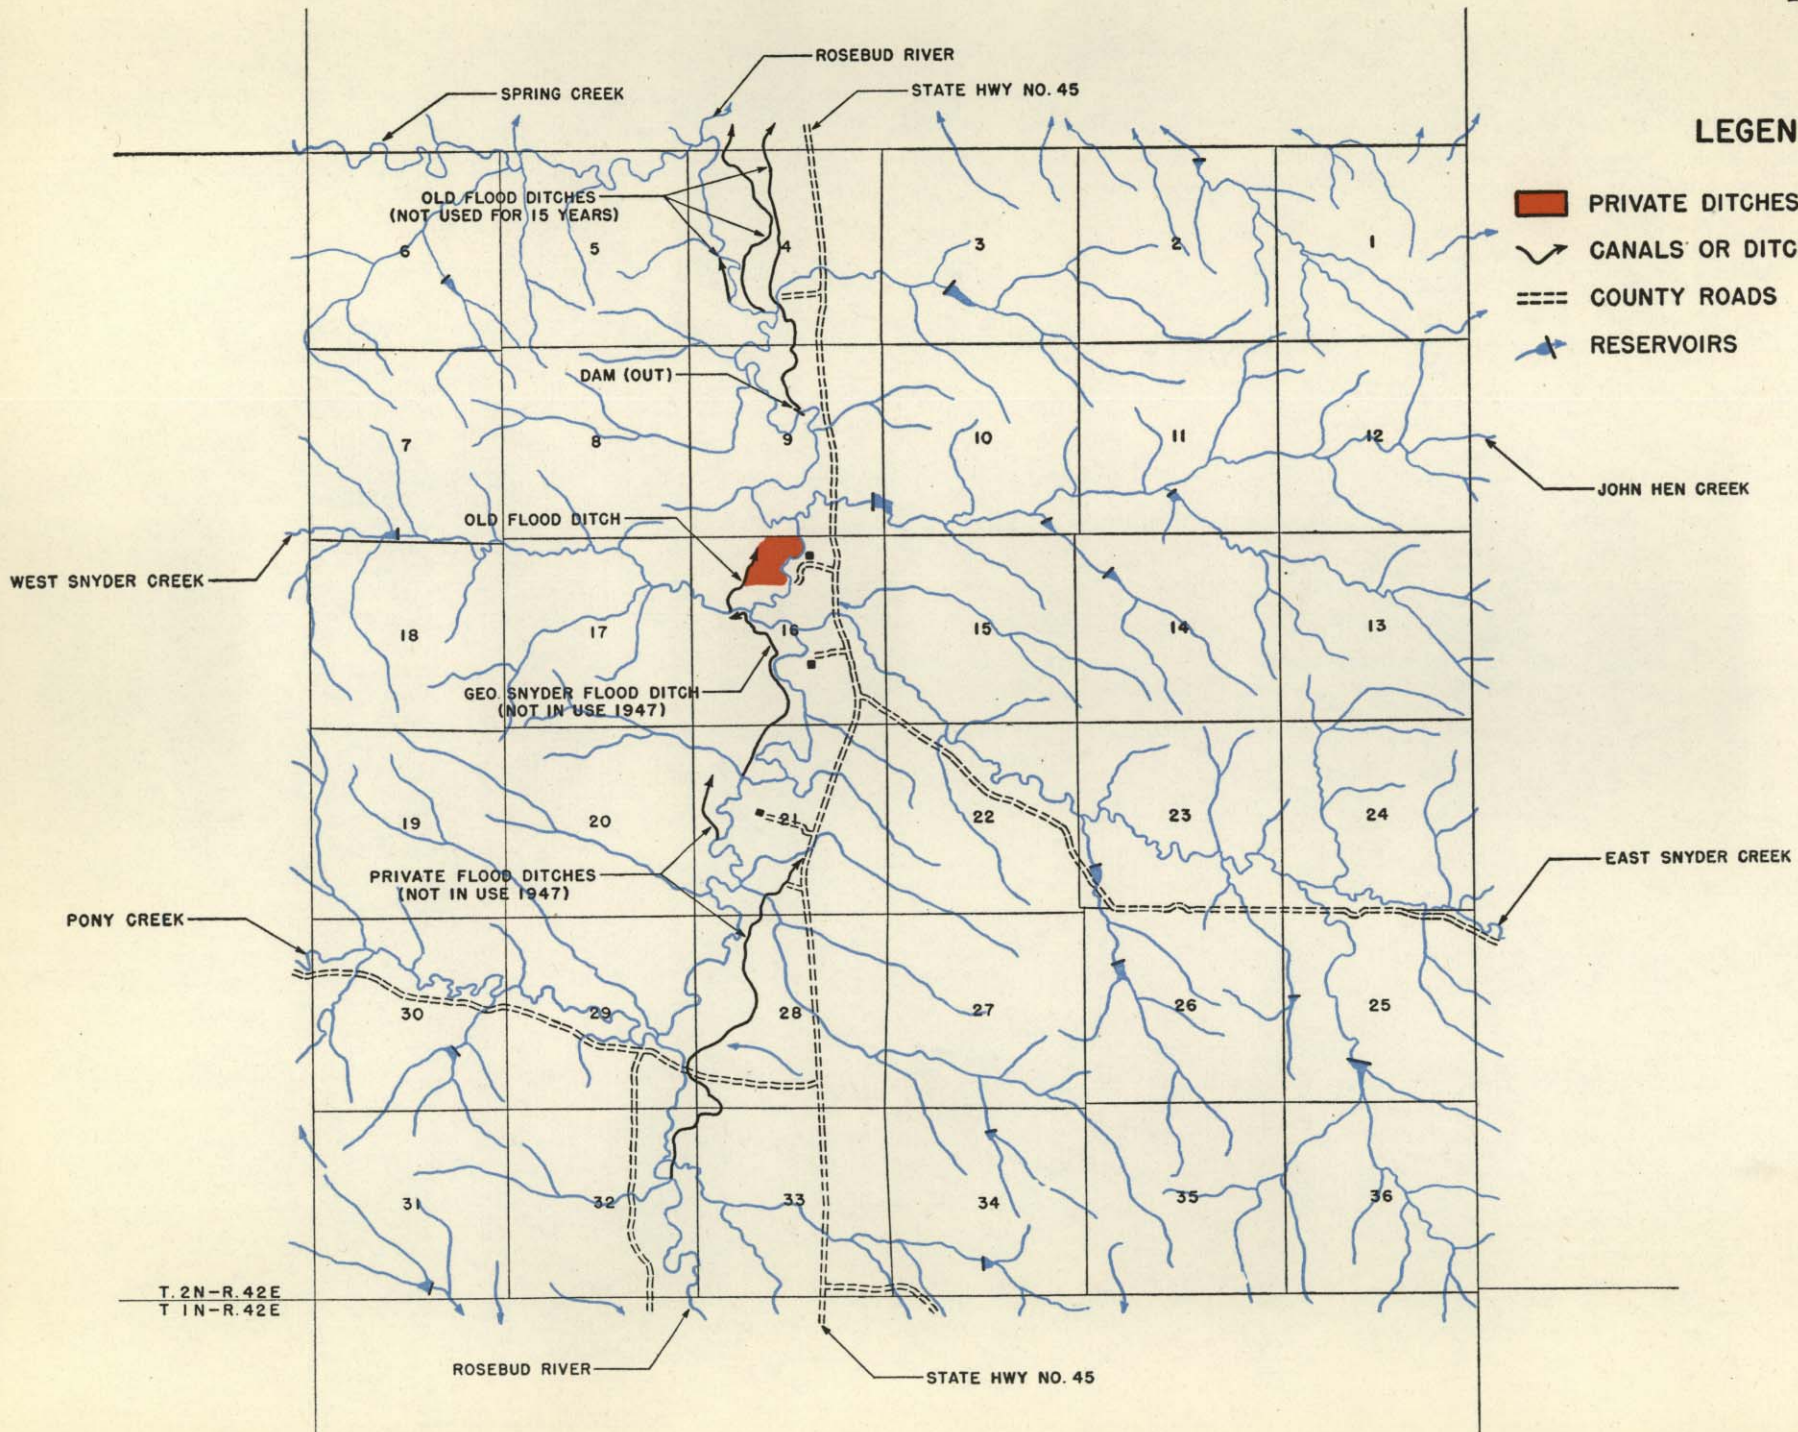 ROSEBUD RIVER
STATE HWY NO. 45
SPRING CREEK
LEGEN
PRIVATE DITCHES
CANALS OR DITC
COUNTY ROADS
RESERVOIRS
OLD FLOOD DITCHES
(NOT USED FOR 15 YEARS)
6
5
4
3
2
1
DAM (OUT)
7
8
9
10
11
12
JOHN HEN CREEK
OLD FLOOD DITCH
WEST SNYDER CREEK
18
17
16
15
14
13
GEO. SNYDER FLOOD DITCH
(NOT IN USE 1947)
19
20
21
22
23
24
EAST SNYDER CREEK
PRIVATE FLOOD DITCHES
(NOT IN USE 1947)
PONY CREEK
30
29
28
27
26
25
31
32
33
34
35
36
T. 2N-R. 42E
T 1N-R. 42E
ROSEBUD RIVER
STATE HWY NO. 45